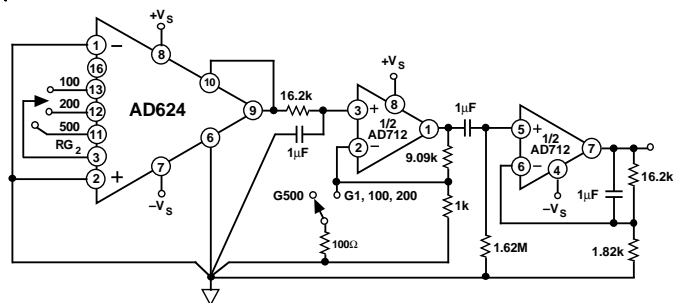 +VS
1
−
8
16
10
100
13
200
12
AD624
9
500
11
RG2
3
6
2
+
7
−VS
16.2k
1μF
+VS
3
+
8
1/2
AD712
1
2
−
9.09k
G500
G1, 100, 200
100Ω
1k
1μF
1.62M
5
+
1/2
AD712
7
6
−
4
−VS
1μF
16.2k
1.82k